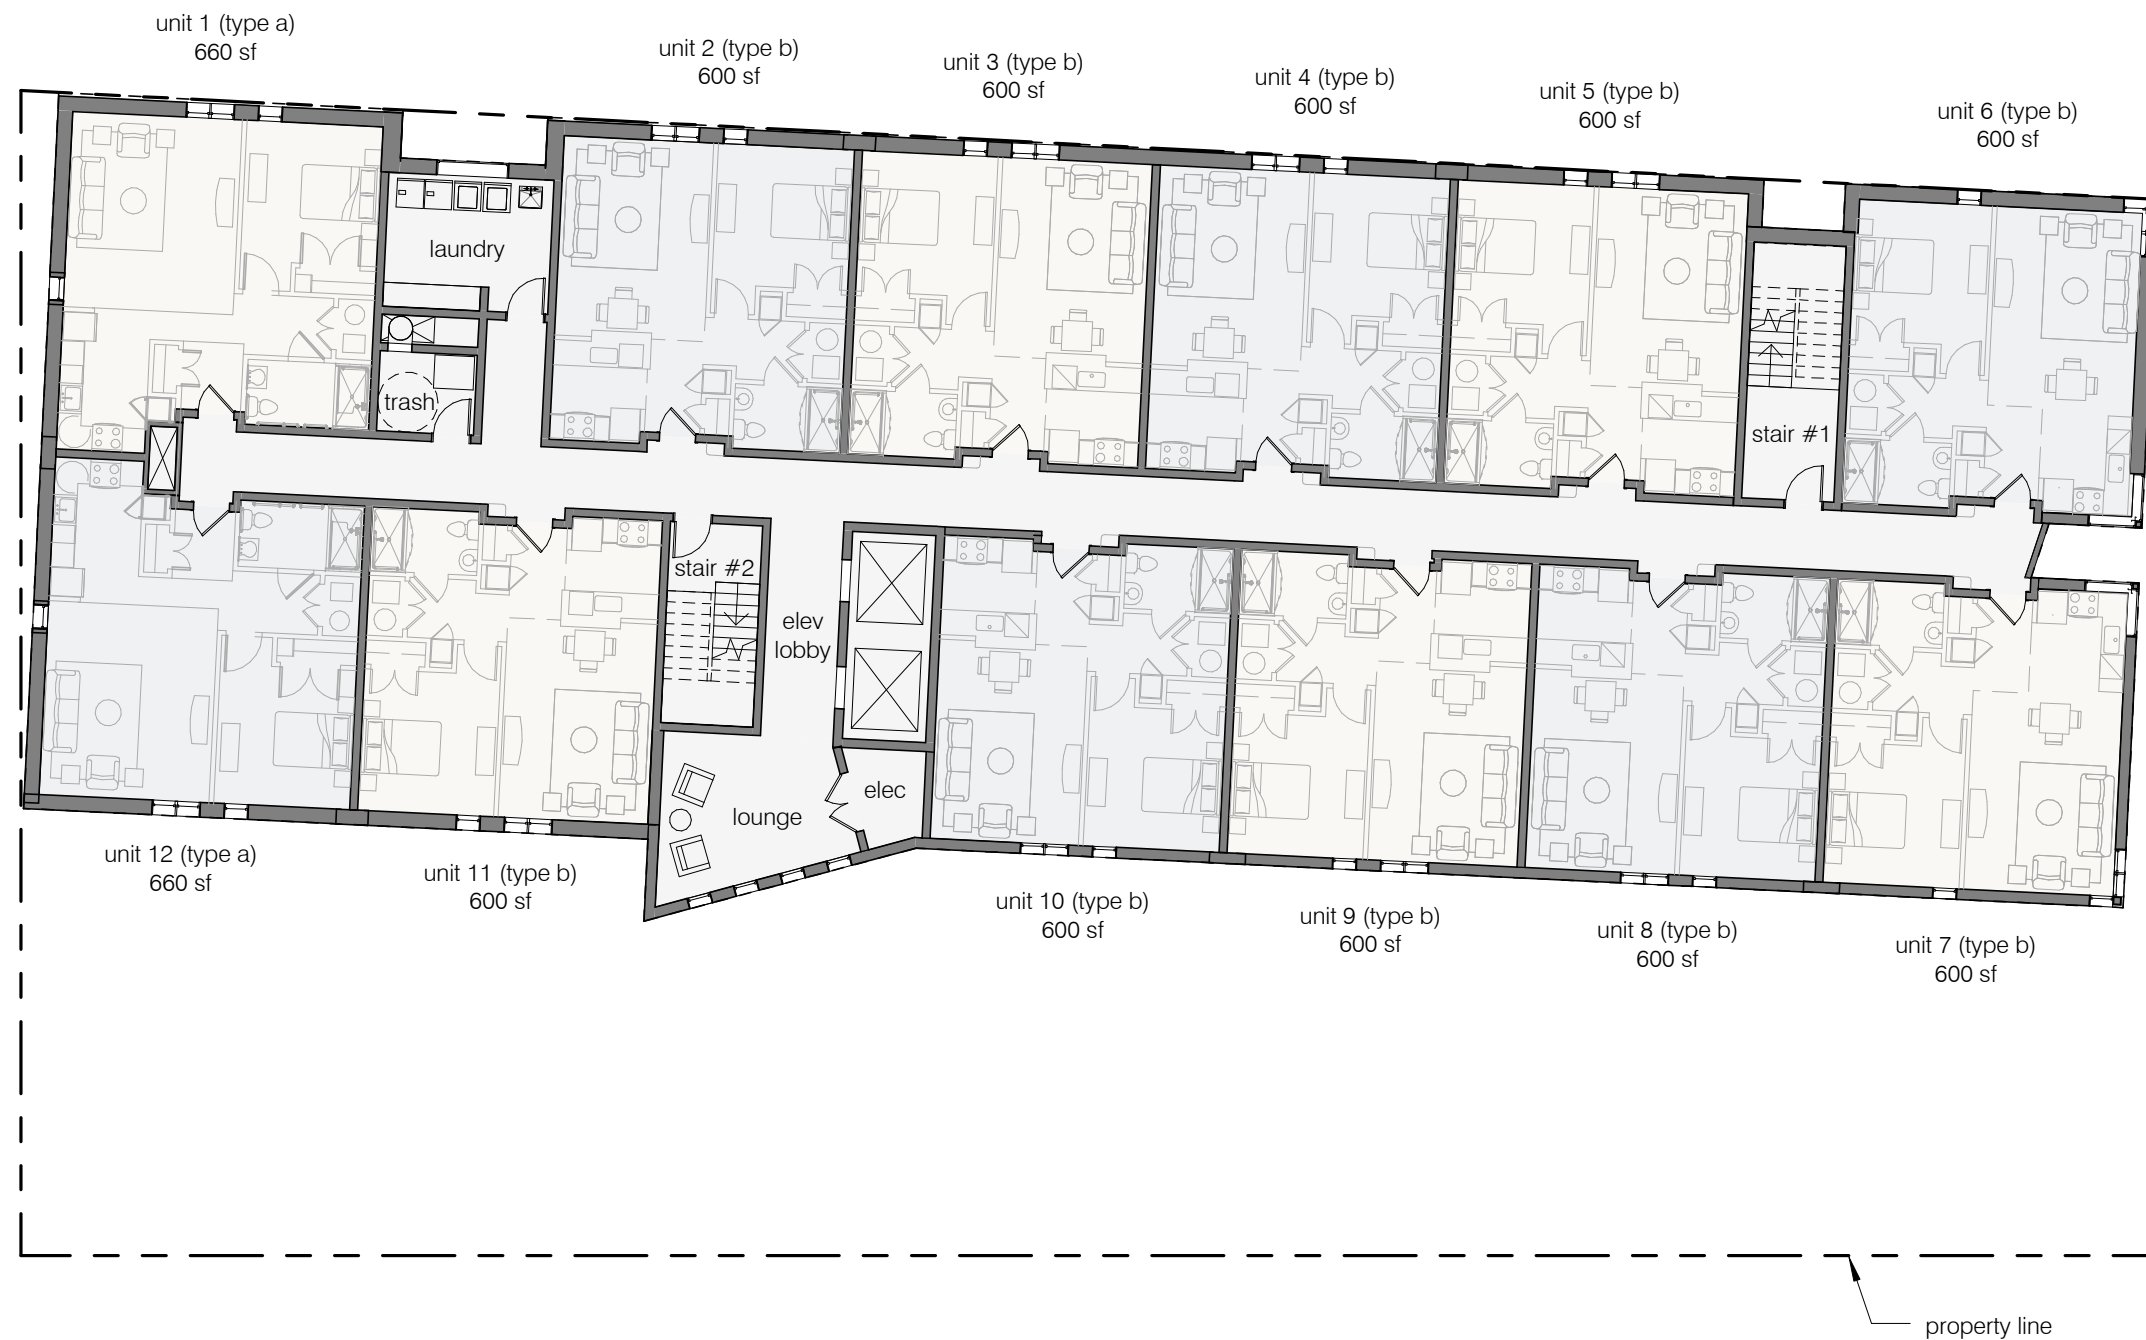 unit 1 (type a)
660 sf
unit 2 (type b)
600 sf
unit 3 (type b)
600 sf
unit 4 (type b)
600 sf
unit 5 (type b)
600 sf
unit 6 (type b)
600 sf
laundry
trash
stair #1
stair #2
elev
lobby
elec
lounge
unit 12 (type a)
660 sf
unit 11 (type b)
600 sf
unit 10 (type b)
600 sf
unit 9 (type b)
600 sf
unit 8 (type b)
600 sf
unit 7 (type b)
600 sf
property line